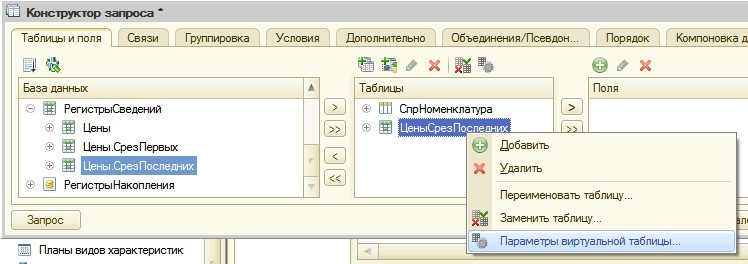 Конструктор запроса *
Таблицы и поля Связи Группировка Условия Дополнительно Объединения/Псевдон... Порядок Компоновка д
База данных
РегистрыСведений
Цены
Цены.СрезПервых
Цены.СрезПоследних
РегистрыНакопления
> >> < <<
Таблицы
СпрНоменклатура
ЦеныСрезПоследних
> >>
Поля
Добавить
Удалить
Переименовать таблицу...
Заменить таблицу...
Параметры виртуальной таблицы...
Запрос
Планы видов характеристик